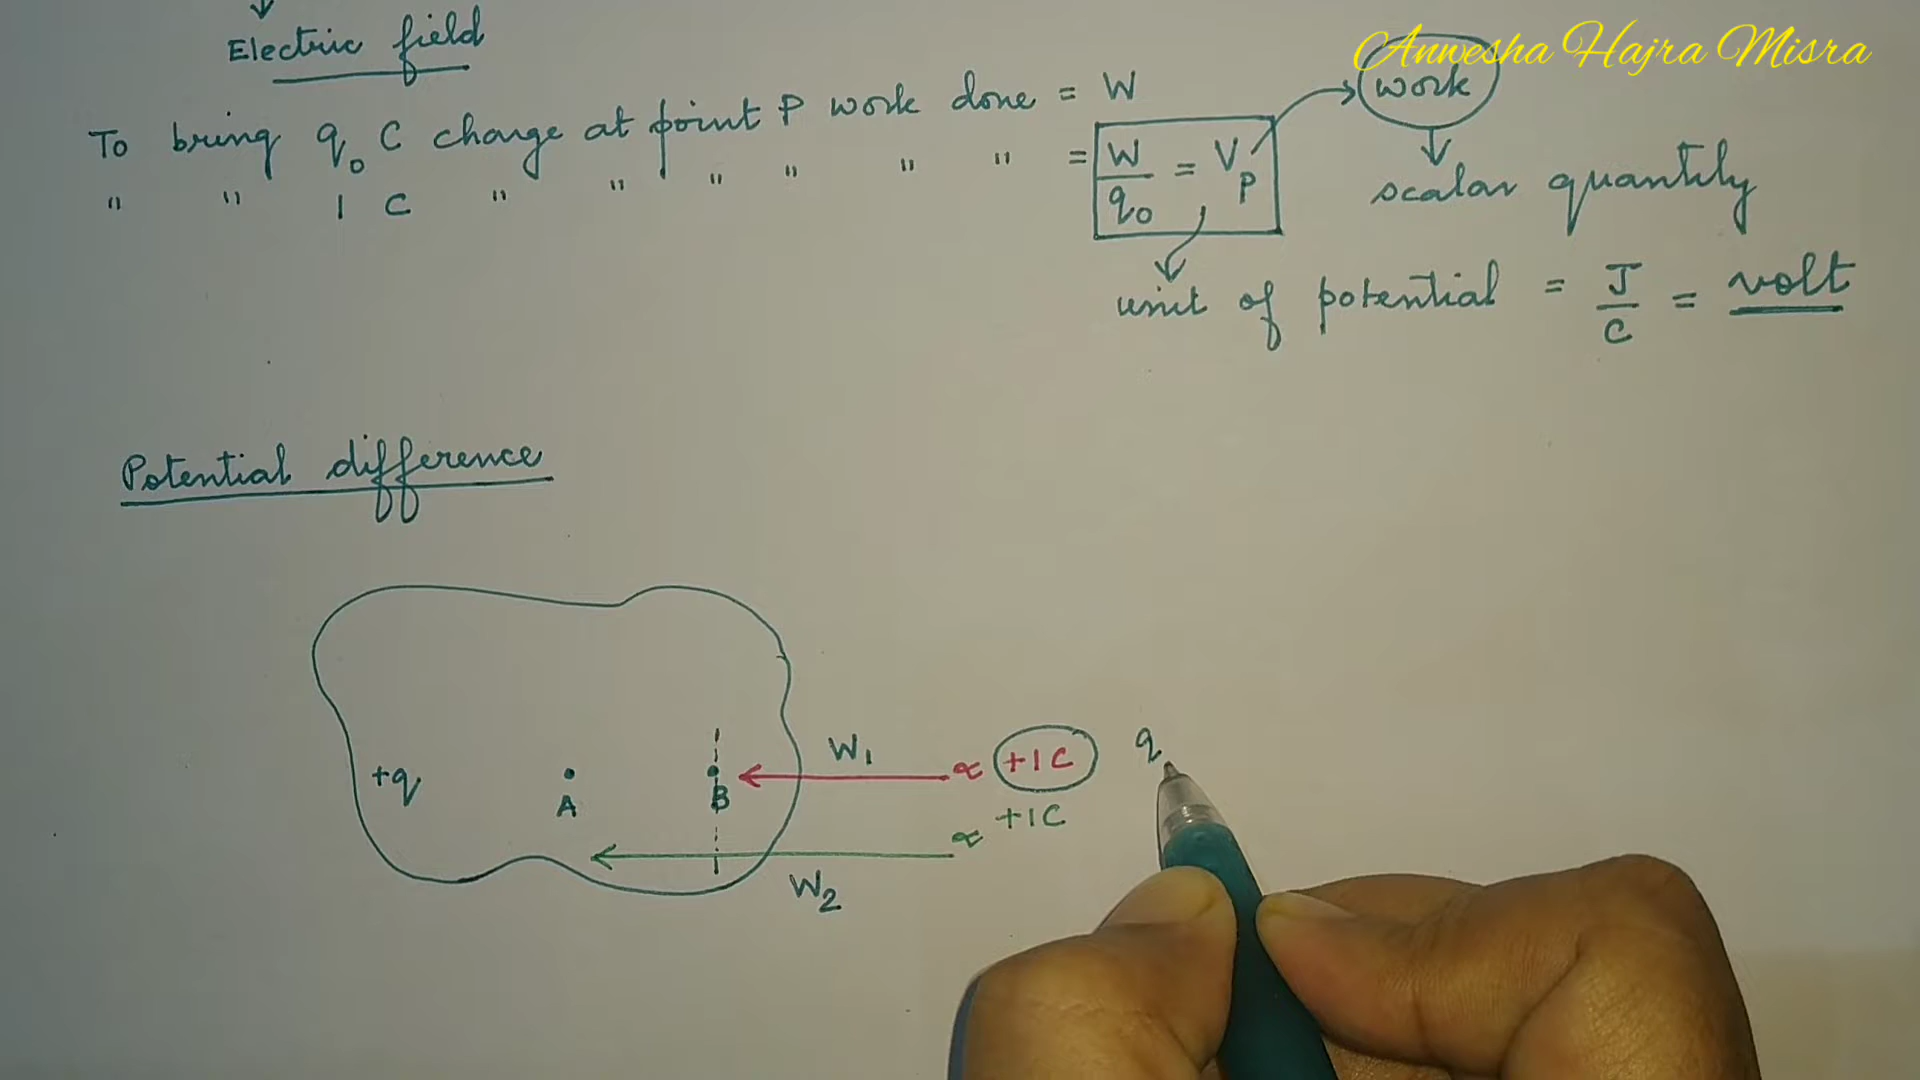 Anwesha Hajra Misra
Electric field
work
To bring q₀ C charge at point P work done = W
" " 1 C " " " " " " = W/q₀ = V_P
scalar quantity
unit of potential = J/C = volt
Potential difference
W₁
∝ +1C q
+q
A
B
∝ +1C
W₂